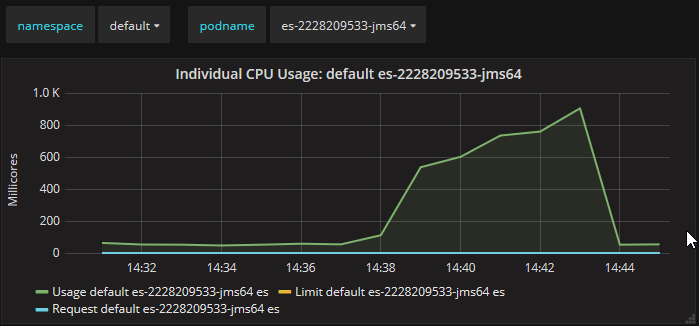 namespace default podname es-2228209533-jms64
Individual CPU Usage: default es-2228209533-jms64
1.0 K
800
600
400
200
0
Millicores
14:32 14:34 14:36 14:38 14:40 14:42 14:44
Usage default es-2228209533-jms64 es Limit default es-2228209533-jms64 es
Request default es-2228209533-jms64 es